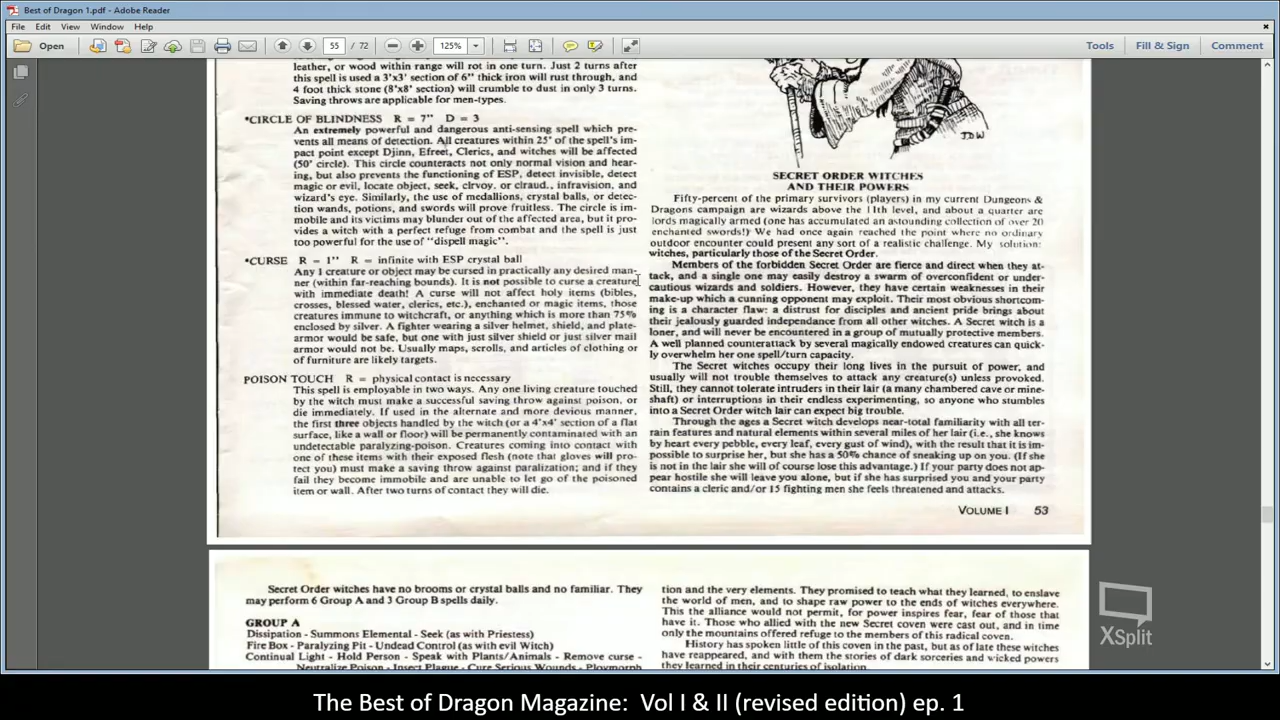 Best of Dragon 1.pdf - Adobe Reader
File Edit View Window Help
Open 55 / 72 125% Tools Fill & Sign Comment
leather, or wood within range will rot in one turn. Just 2 turns after
this spell is used a 3'x3' section of 6" thick iron will rust through, and
4 foot thick stone (8'x8' section) will crumble to dust in only 3 turns.
Saving throws are applicable for men-types.
*CIRCLE OF BLINDNESS R = 7" D = 3
An extremely powerful and dangerous anti-sensing spell which pre-
vents all means of detection. All creatures within 25' of the spell's im-
pact point except Djinn, Efreet, Clerics, and witches will be affected
(50' circle). This circle counteracts not only normal vision and hear-
ing, but also prevents the functioning of ESP, detect invisible, detect
magic or evil, locate object, seek, clrvoy. or clraud., infravision, and
wizard's eye. Similarly, the use of medallions, crystal balls, or detec-
tion wands, potions, and swords will prove fruitless. The circle is im-
mobile and its victims may blunder out of the affected area, but it pro-
vides a witch with a perfect refuge from combat and the spell is just
too powerful for the use of "dispell magic".
*CURSE R = 1" R = infinite with ESP crystal ball
Any 1 creature or object may be cursed in practically any desired man-
ner (within far-reaching bounds). It is not possible to curse a creature
with immediate death! A curse will not affect holy items (bibles,
crosses, blessed water, clerics, etc.), enchanted or magic items, those
creatures immune to witchcraft, or anything which is more than 75%
enclosed by silver. A fighter wearing a silver helmet, shield, and plate-
armor would be safe, but one with just silver shield or just silver mail
armor would not be. Usually maps, scrolls, and articles of clothing or
of furniture are likely targets.
POISON TOUCH R = physical contact is necessary
This spell is employable in two ways. Any one living creature touched
by the witch must make a successful saving throw against poison, or
die immediately. If used in the alternate and more devious manner,
the first three objects handled by the witch (or a 4'x4' section of a flat
surface, like a wall or floor) will be permanently contaminated with an
undetectable paralyzing-poison. Creatures coming into contact with
one of these items with their exposed flesh (note that gloves will pro-
tect you) must make a saving throw against paralization; and if they
fail they become immobile and are unable to let go of the poisoned
item or wall. After two turns of contact they will die.
JDW
SECRET ORDER WITCHES
AND THEIR POWERS
Fifty-percent of the primary survivors (players) in my current Dungeons &
Dragons campaign are wizards above the 11th level, and about a quarter are
lords magically armed (one has accumulated an astounding collection of over 20
enchanted swords!) We had once again reached the point where no ordinary
outdoor encounter could present any sort of a realistic challenge. My solution:
witches, particularly those of the Secret Order.
Members of the forbidden Secret Order are fierce and direct when they at-
tack, and a single one may easily destroy a swarm of overconfident or under-
cautious wizards and soldiers. However, they have certain weaknesses in their
make-up which a cunning opponent may exploit. Their most obvious shortcom-
ing is a character flaw: a distrust for disciples and ancient pride brings about
their jealously guarded independence from all other witches. A Secret witch is a
loner, and will never be encountered in a group of mutually protective members.
A well planned counterattack by several magically endowed creatures can quick-
ly overwhelm her one spell/turn capacity.
The Secret witches occupy their long lives in the pursuit of power, and
usually will not trouble themselves to attack any creature(s) unless provoked.
Still, they cannot tolerate intruders in their lair (a many chambered cave or mine-
shaft) or interruptions in their endless experimenting, so anyone who stumbles
into a Secret Order witch lair can expect big trouble.
Through the ages a Secret witch develops near-total familiarity with all ter-
rain features and natural elements within several miles of her lair (i.e., she knows
by heart every pebble, every leaf, every gust of wind), with the result that it is im-
possible to surprise her, but she has a 50% chance of sneaking up on you. (If she
is not in the lair she will of course lose this advantage.) If your party does not ap-
pear hostile she will leave you alone, but if she has surprised you and your party
contains a cleric and/or 15 fighting men she feels threatened and attacks.
VOLUME I 53
Secret Order witches have no brooms or crystal balls and no familiar. They
may perform 6 Group A and 3 Group B spells daily.
GROUP A
Dissipation - Summons Elemental - Seek (as with Priestess)
Fire Box - Paralyzing Pit - Undead Control (as with evil Witch)
Continual Light - Hold Person - Speak with Plants/Animals - Remove curse -
Neutralize Poison - Insect Plague - Cure Serious Wounds - Ploymorph
tion and the very elements. They promised to teach what they learned, to enslave
the world of men, and to shape raw power to the ends of witches everywhere.
This the alliance would not permit, for power inspires fear, fear of those that
have it. Those who allied with the new Secret coven were cast out, and in time
only the mountains offered refuge to the members of this radical coven.
History has spoken little of this coven in the past, but as of late these witches
have reappeared, and with them the stories of dark sorceries and wicked powers
they learned in their centuries of isolation.
XSplit
The Best of Dragon Magazine: Vol I & II (revised edition) ep. 1